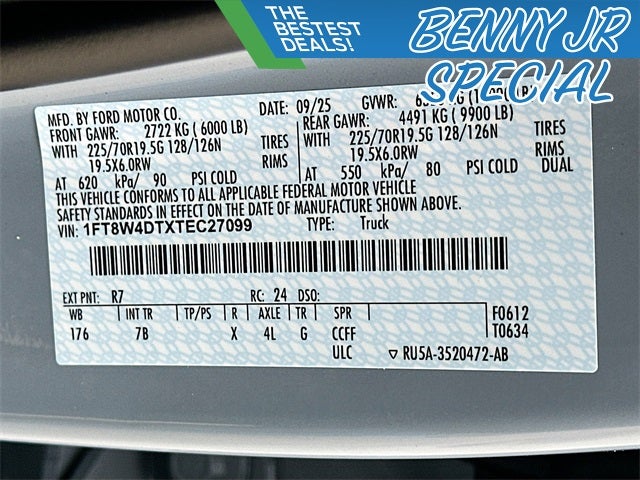 THE
BESTEST
DEALS!
BENNY JR
SPECIAL
MFD. BY FORD MOTOR CO.
DATE: 09/25 GVWR:
FRONT GAWR: 2722 KG ( 6000 LB)
REAR GAWR: 4491 KG ( 9900 LB)
WITH 225/70R19.5G 128/126N TIRES
WITH 225/70R19.5G 128/126N TIRES
19.5X6.0RW RIMS
19.5X6.0RW RIMS
AT 620 kPa/ 90 PSI COLD
AT 550 kPa/ 80 PSI COLD DUAL
THIS VEHICLE CONFORMS TO ALL APPLICABLE FEDERAL MOTOR VEHICLE
SAFETY STANDARDS IN EFFECT ON THE DATE OF MANUFACTURE SHOWN ABOVE.
VIN: 1FT8W4DTXTEC27099 TYPE: Truck
EXT PNT: R7 RC: 24 DSO:
WB INT TR TP/PS R AXLE TR SPR F0612
176 7B X 4L G CCFF T0634
ULC RU5A-3520472-AB